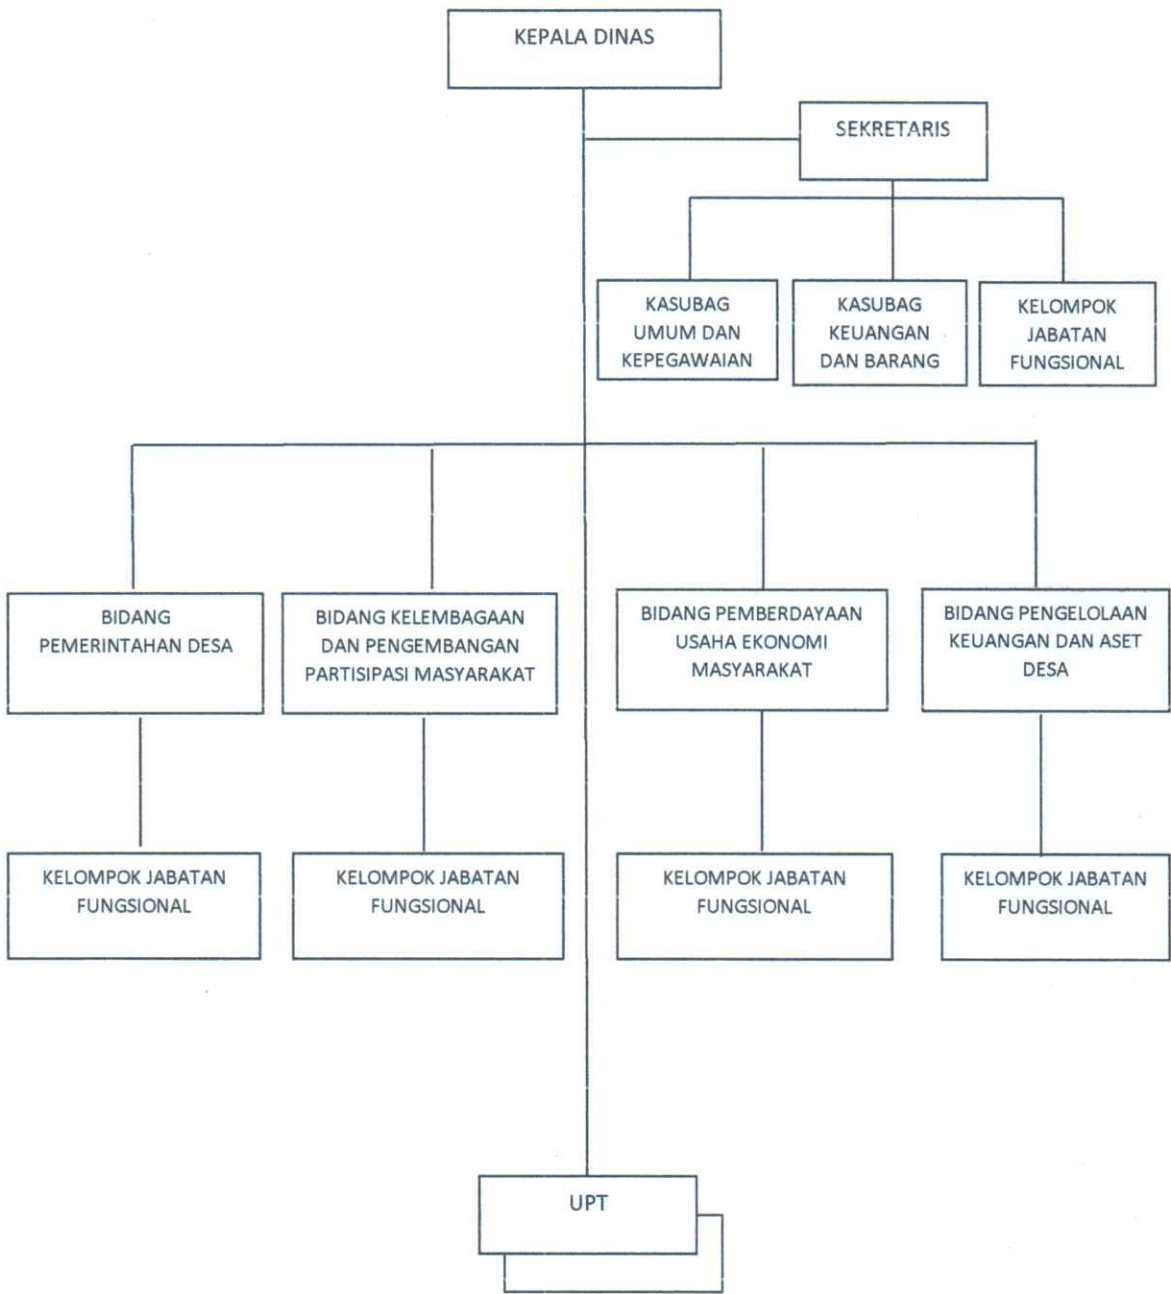 KEPALA DINAS
SEKRETARIS
KASUBAG
UMUM DAN
KEPEGAWAIAN
KASUBAG
KEUANGAN
DAN BARANG
KELOMPOK
JABATAN
FUNGSIONAL
BIDANG
PEMERINTAHAN DESA
BIDANG KELEMBAGAAN
DAN PENGEMBANGAN
PARTISIPASI MASYARAKAT
BIDANG PEMBERDAYAAN
USAHA EKONOMI
MASYARAKAT
BIDANG PENGELOLAAN
KEUANGAN DAN ASET
DESA
KELOMPOK JABATAN
FUNGSIONAL
KELOMPOK JABATAN
FUNGSIONAL
KELOMPOK JABATAN
FUNGSIONAL
KELOMPOK JABATAN
FUNGSIONAL
UPT